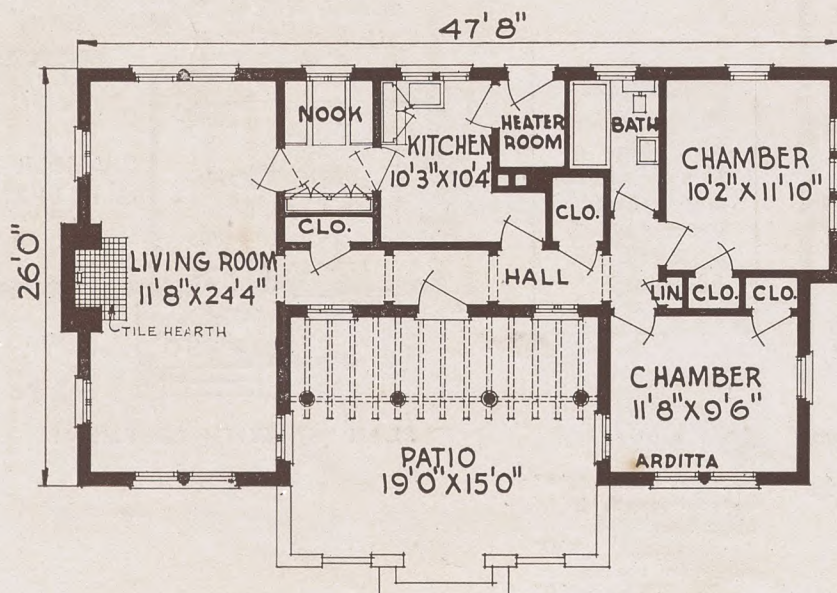 47'8"
26'0"
NOOK
KITCHEN
10'3"X10'4"
HEATER
ROOM
BATH
CHAMBER
10'2" X 11'10"
CLO.
CLO.
LIVING ROOM
11'8"X24'4"
TILE HEARTH
HALL
LIN.
CLO.
CLO.
CHAMBER
11'8"X9'6"
ARDITTA
PATIO
19'0"X15'0"